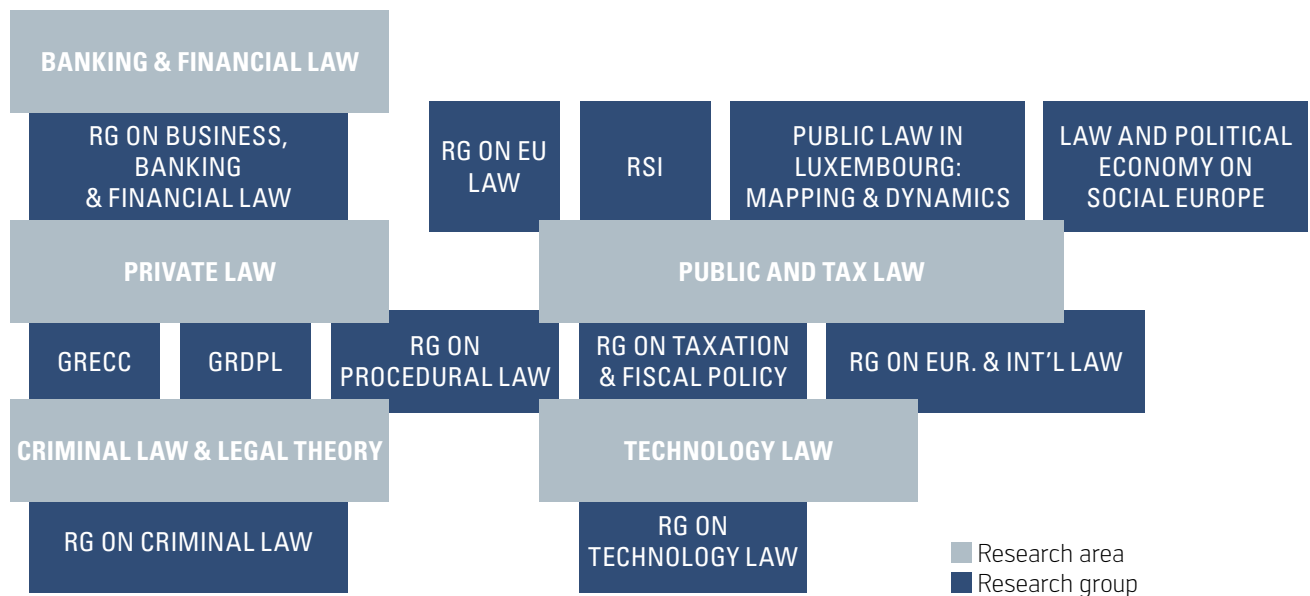 BANKING & FINANCIAL LAW
RG ON BUSINESS,
BANKING
& FINANCIAL LAW
RG ON EU
LAW
RSI
PUBLIC LAW IN
LUXEMBOURG:
MAPPING & DYNAMICS
LAW AND POLITICAL
ECONOMY ON
SOCIAL EUROPE
PRIVATE LAW
PUBLIC AND TAX LAW
GRECC
GRDPL
RG ON
PROCEDURAL LAW
RG ON TAXATION
& FISCAL POLICY
RG ON EUR. & INT'L LAW
CRIMINAL LAW & LEGAL THEORY
TECHNOLOGY LAW
RG ON CRIMINAL LAW
RG ON
TECHNOLOGY LAW
Research area
Research group